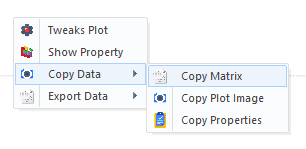 Tweaks Plot
Show Property
Copy Data
Export Data
Copy Matrix
Copy Plot Image
Copy Properties